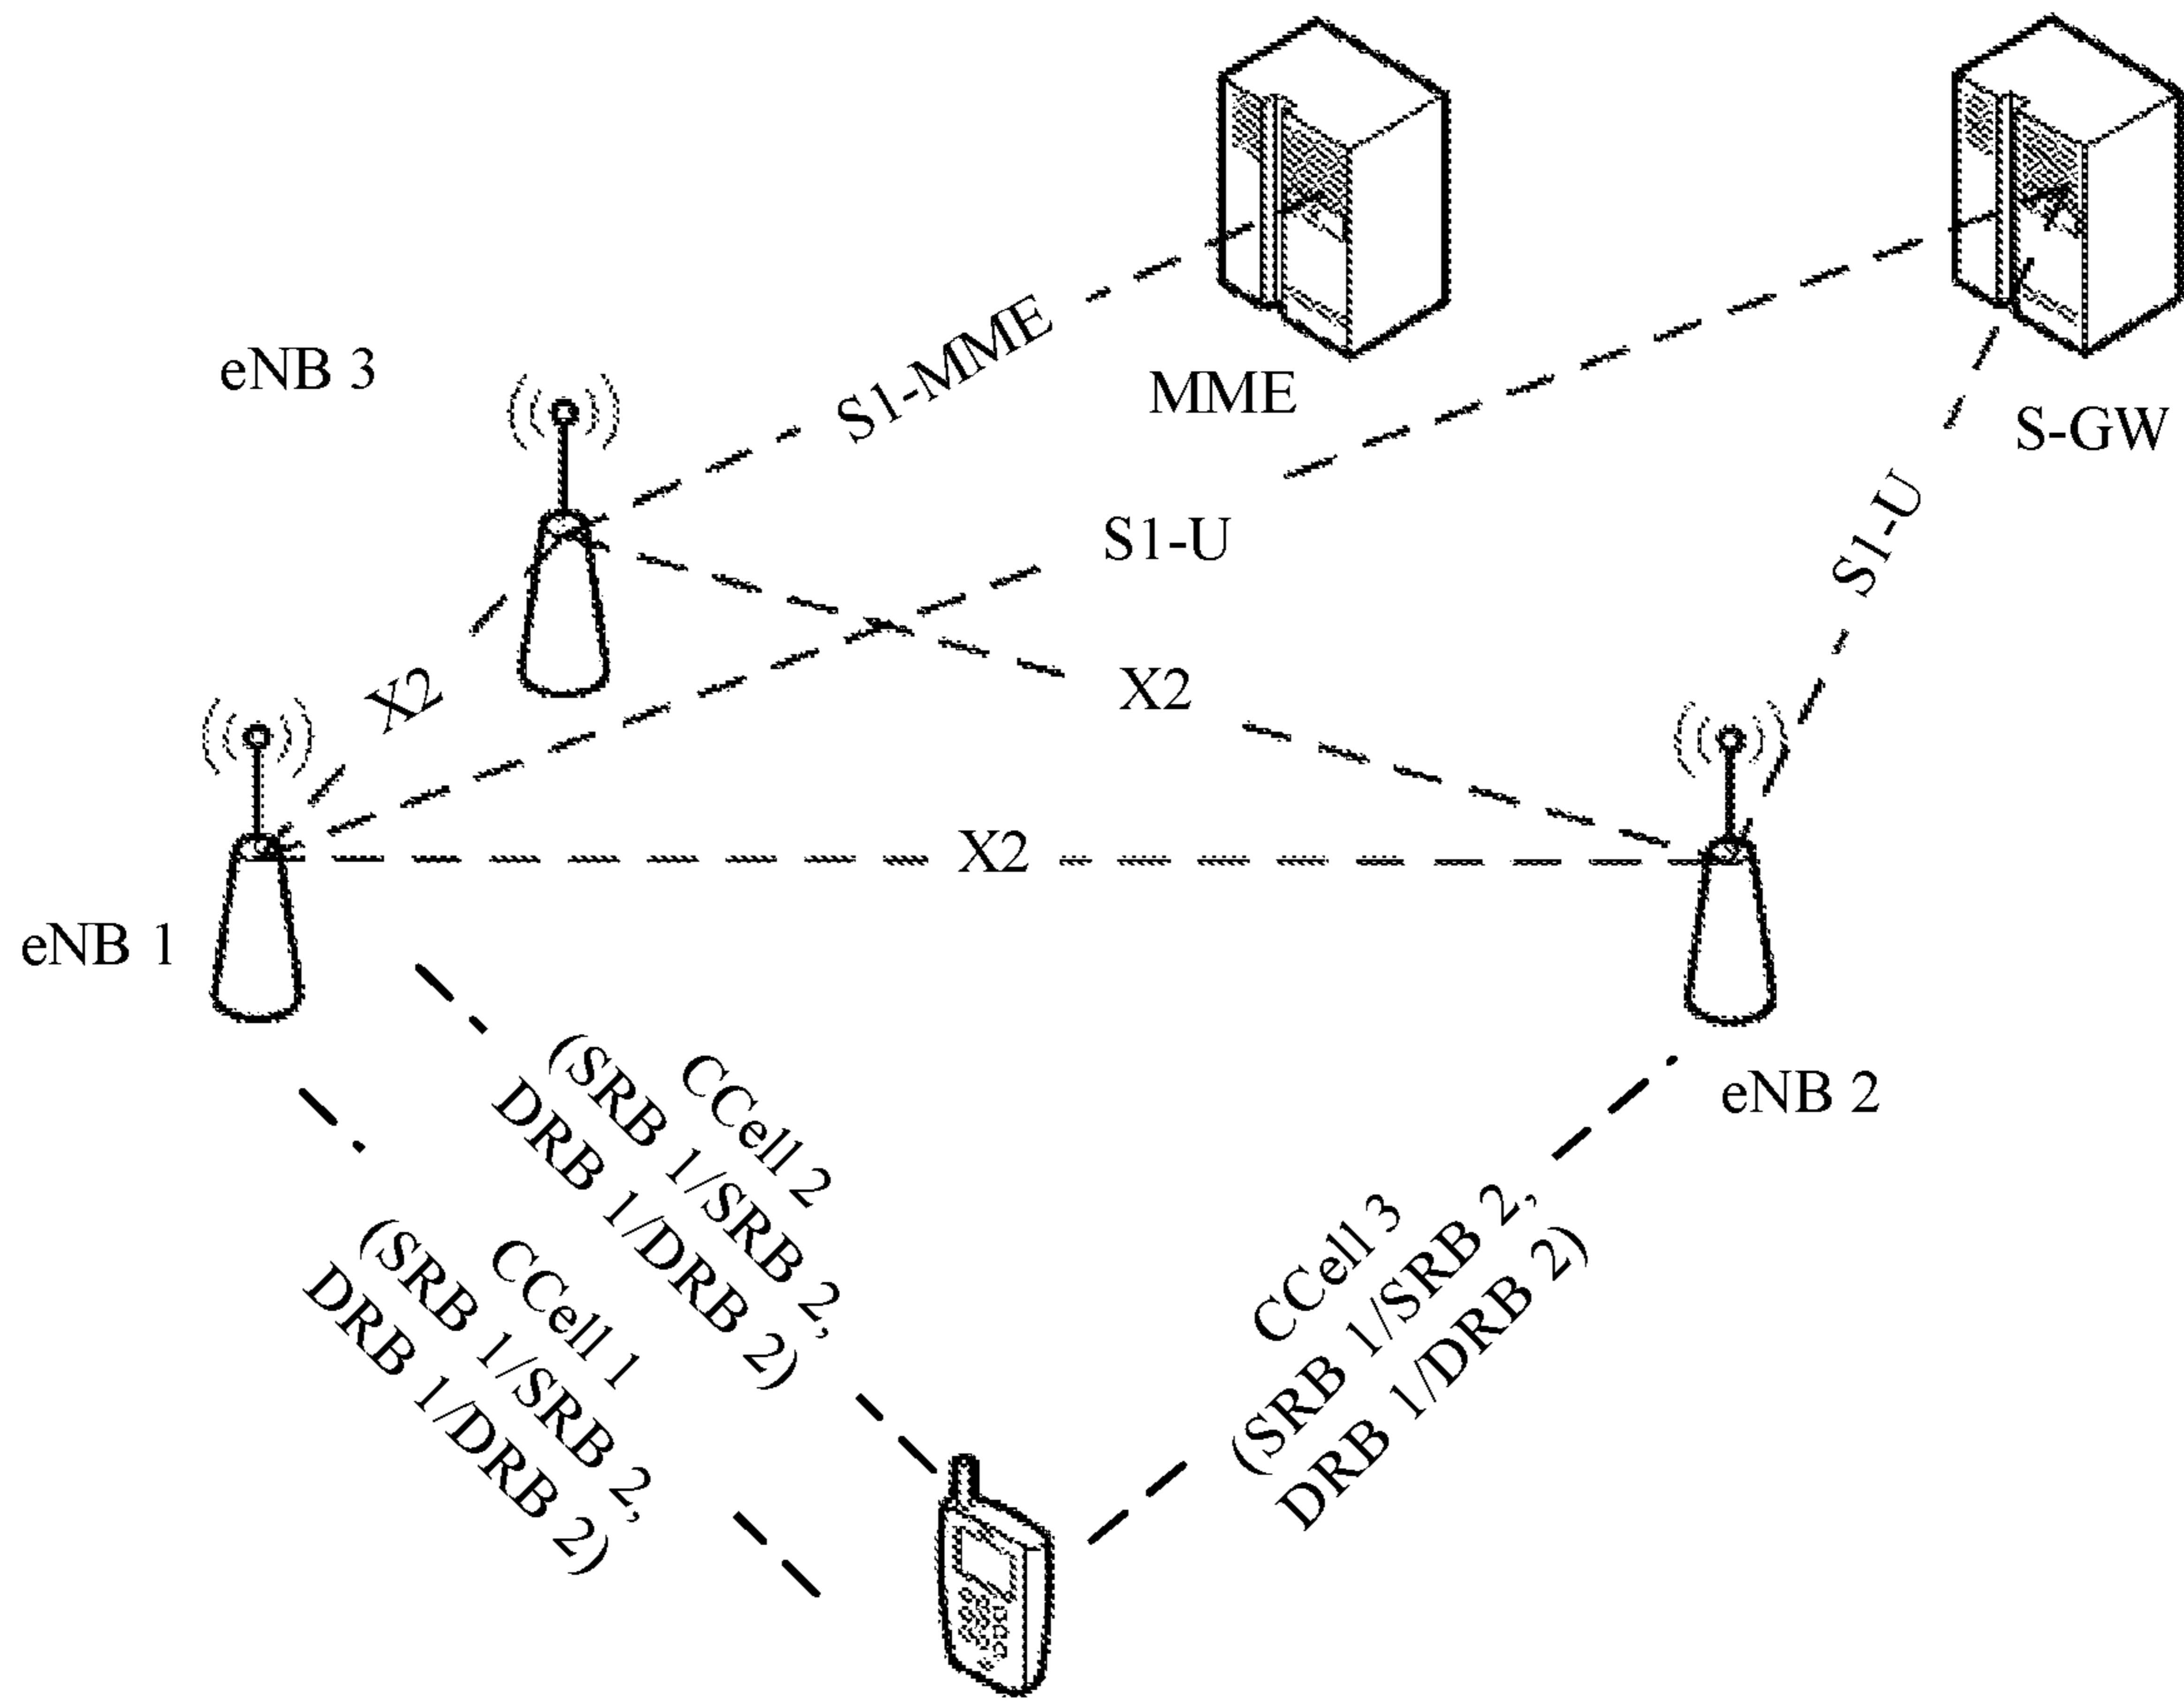 eNB 3
S1-MME
MME
S-GW
S1-U
S1-U
X2
X2
X2
eNB 1
eNB 2
CCell 2
(SRB 1/SRB 2,
DRB 1/DRB 2)
CCell 1
(SRB 1/SRB 2,
DRB 1/DRB 2)
CCell 3
(SRB 1/SRB 2,
DRB 1/DRB 2)